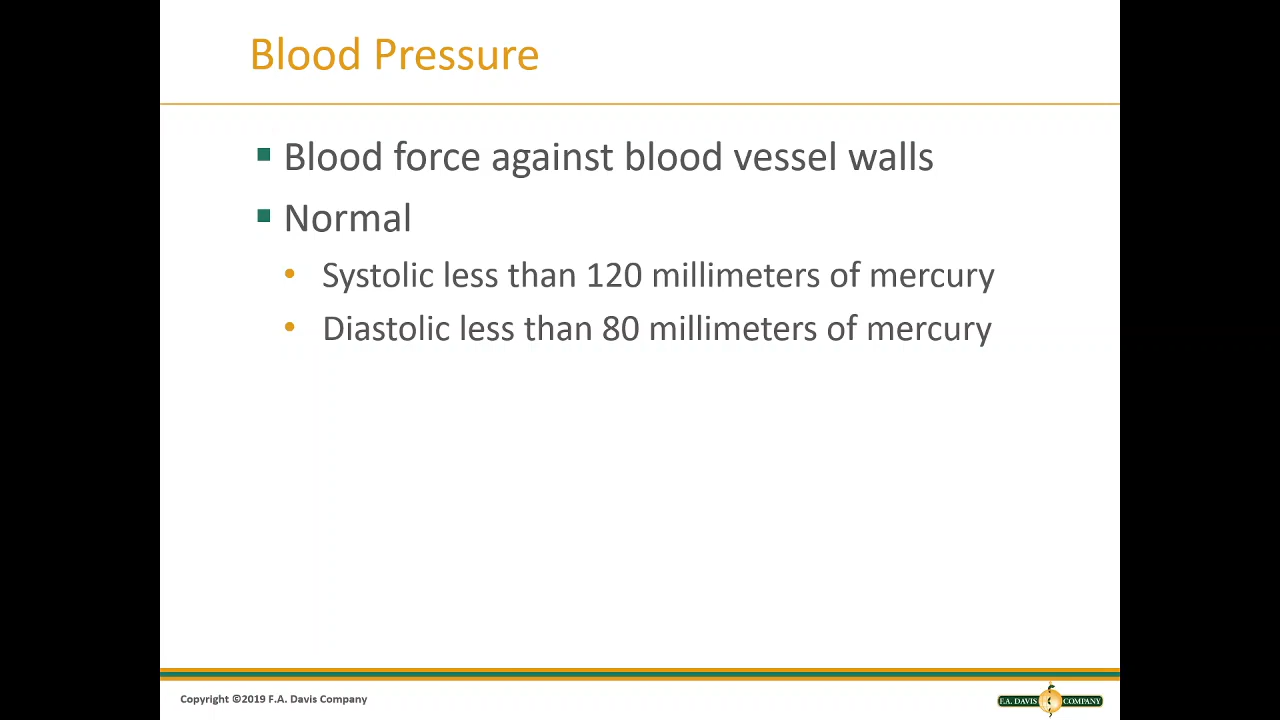 Blood Pressure
Blood force against blood vessel walls
Normal
Systolic less than 120 millimeters of mercury
Diastolic less than 80 millimeters of mercury
Copyright ©2019 F.A. Davis Company
F.A. DAVIS COMPANY